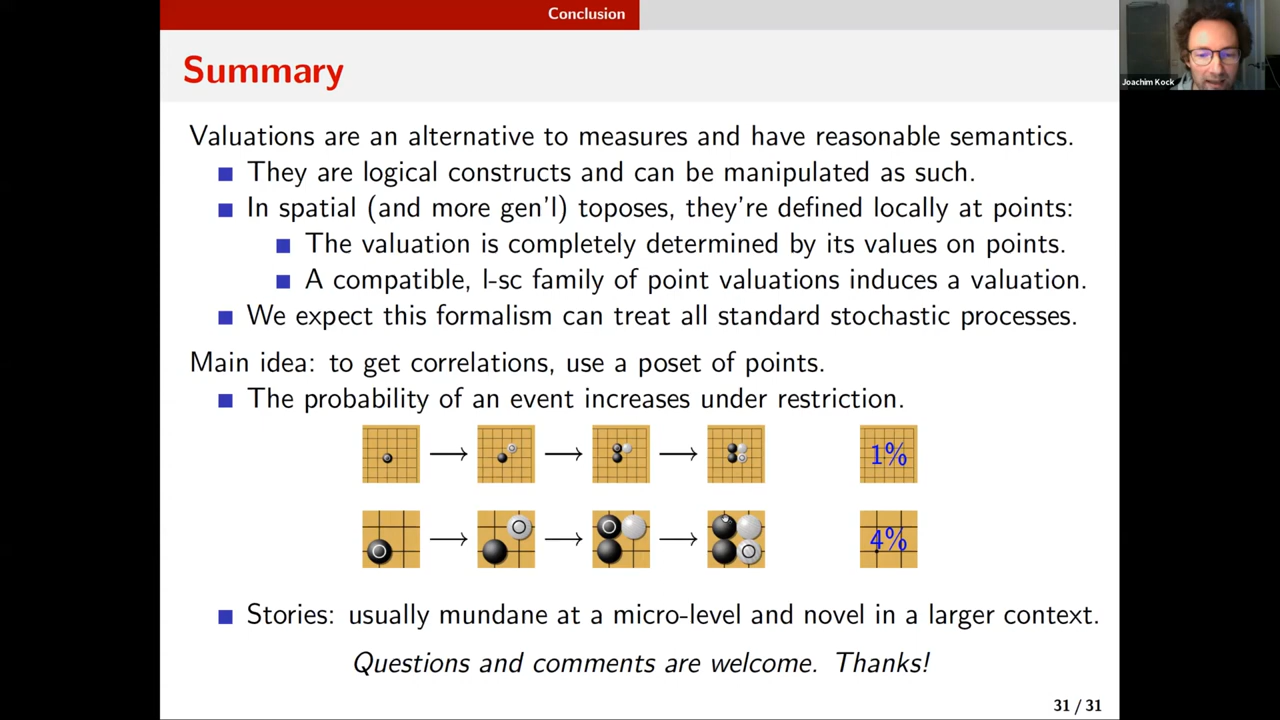 Conclusion
Joachim Kock
Summary
Valuations are an alternative to measures and have reasonable semantics.
They are logical constructs and can be manipulated as such.
In spatial (and more gen'l) toposes, they're defined locally at points:
The valuation is completely determined by its values on points.
A compatible, l-sc family of point valuations induces a valuation.
We expect this formalism can treat all standard stochastic processes.
Main idea: to get correlations, use a poset of points.
The probability of an event increases under restriction.
1%
4%
Stories: usually mundane at a micro-level and novel in a larger context.
Questions and comments are welcome. Thanks!
31 / 31